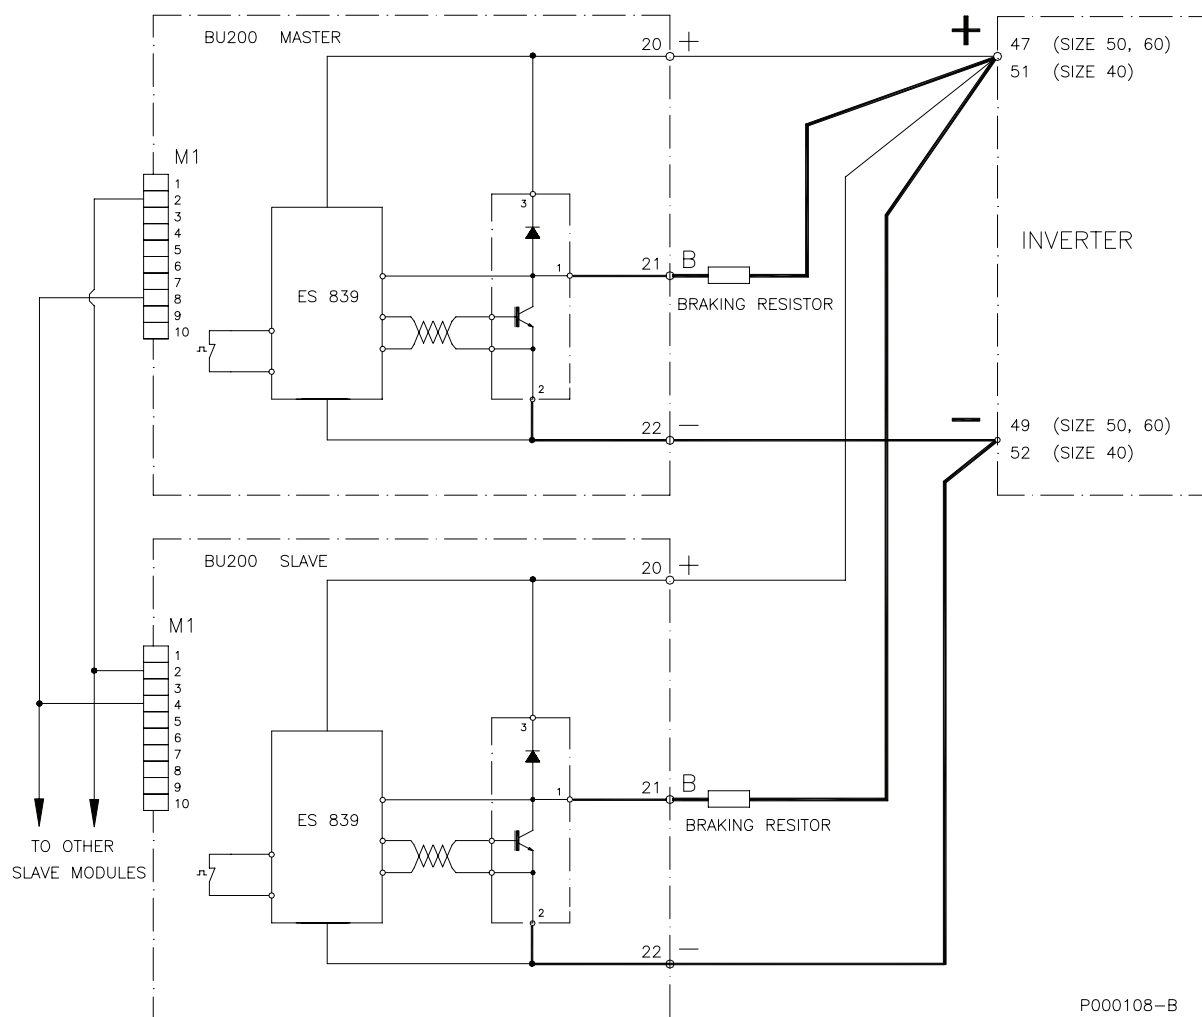 BU200 MASTER
20 +
+
47 (SIZE 50, 60)
51 (SIZE 40)
M1
1
2
3
4
5
6
7
8
9
10
3
ES 839
1
2
21 B
BRAKING RESISTOR
INVERTER
22 −
−
49 (SIZE 50, 60)
52 (SIZE 40)
BU200 SLAVE
20 +
M1
1
2
3
4
5
6
7
8
9
10
3
ES 839
1
2
21 B
BRAKING RESITOR
TO OTHER
SLAVE MODULES
22 −
P000108-B